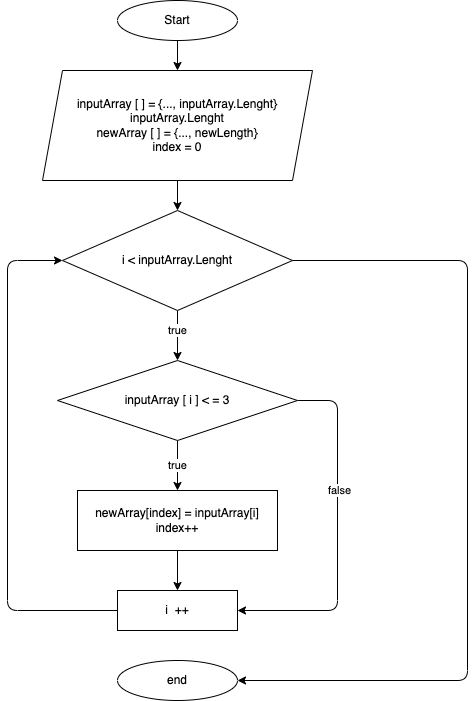 Start
inputArray [ ] = {..., inputArray.Lenght}
inputArray.Lenght
newArray [ ] = {..., newLength}
index = 0
i < inputArray.Lenght
true
inputArray [ i ] < = 3
true
false
newArray[index] = inputArray[i]
index++
i ++
end